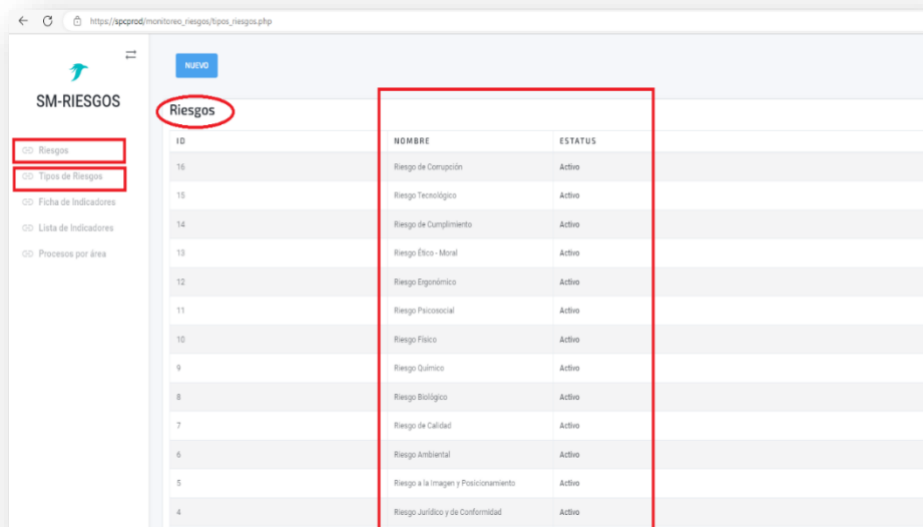 https://spcprod/monitoreo_riesgos/tipos_riesgos.php
SM-RIESGOS
Riesgos
Tipos de Riesgos
Ficha de Indicadores
Lista de Indicadores
Procesos por área
NUEVO
Riesgos
ID NOMBRE ESTATUS
16 Riesgo de Corrupción Activo
15 Riesgo Tecnológico Activo
14 Riesgo de Cumplimiento Activo
13 Riesgo Ético - Moral Activo
12 Riesgo Ergonómico Activo
11 Riesgo Psicosocial Activo
10 Riesgo Físico Activo
9 Riesgo Químico Activo
8 Riesgo Biológico Activo
7 Riesgo de Calidad Activo
6 Riesgo Ambiental Activo
5 Riesgo a la Imagen y Posicionamiento Activo
4 Riesgo Jurídico y de Conformidad Activo